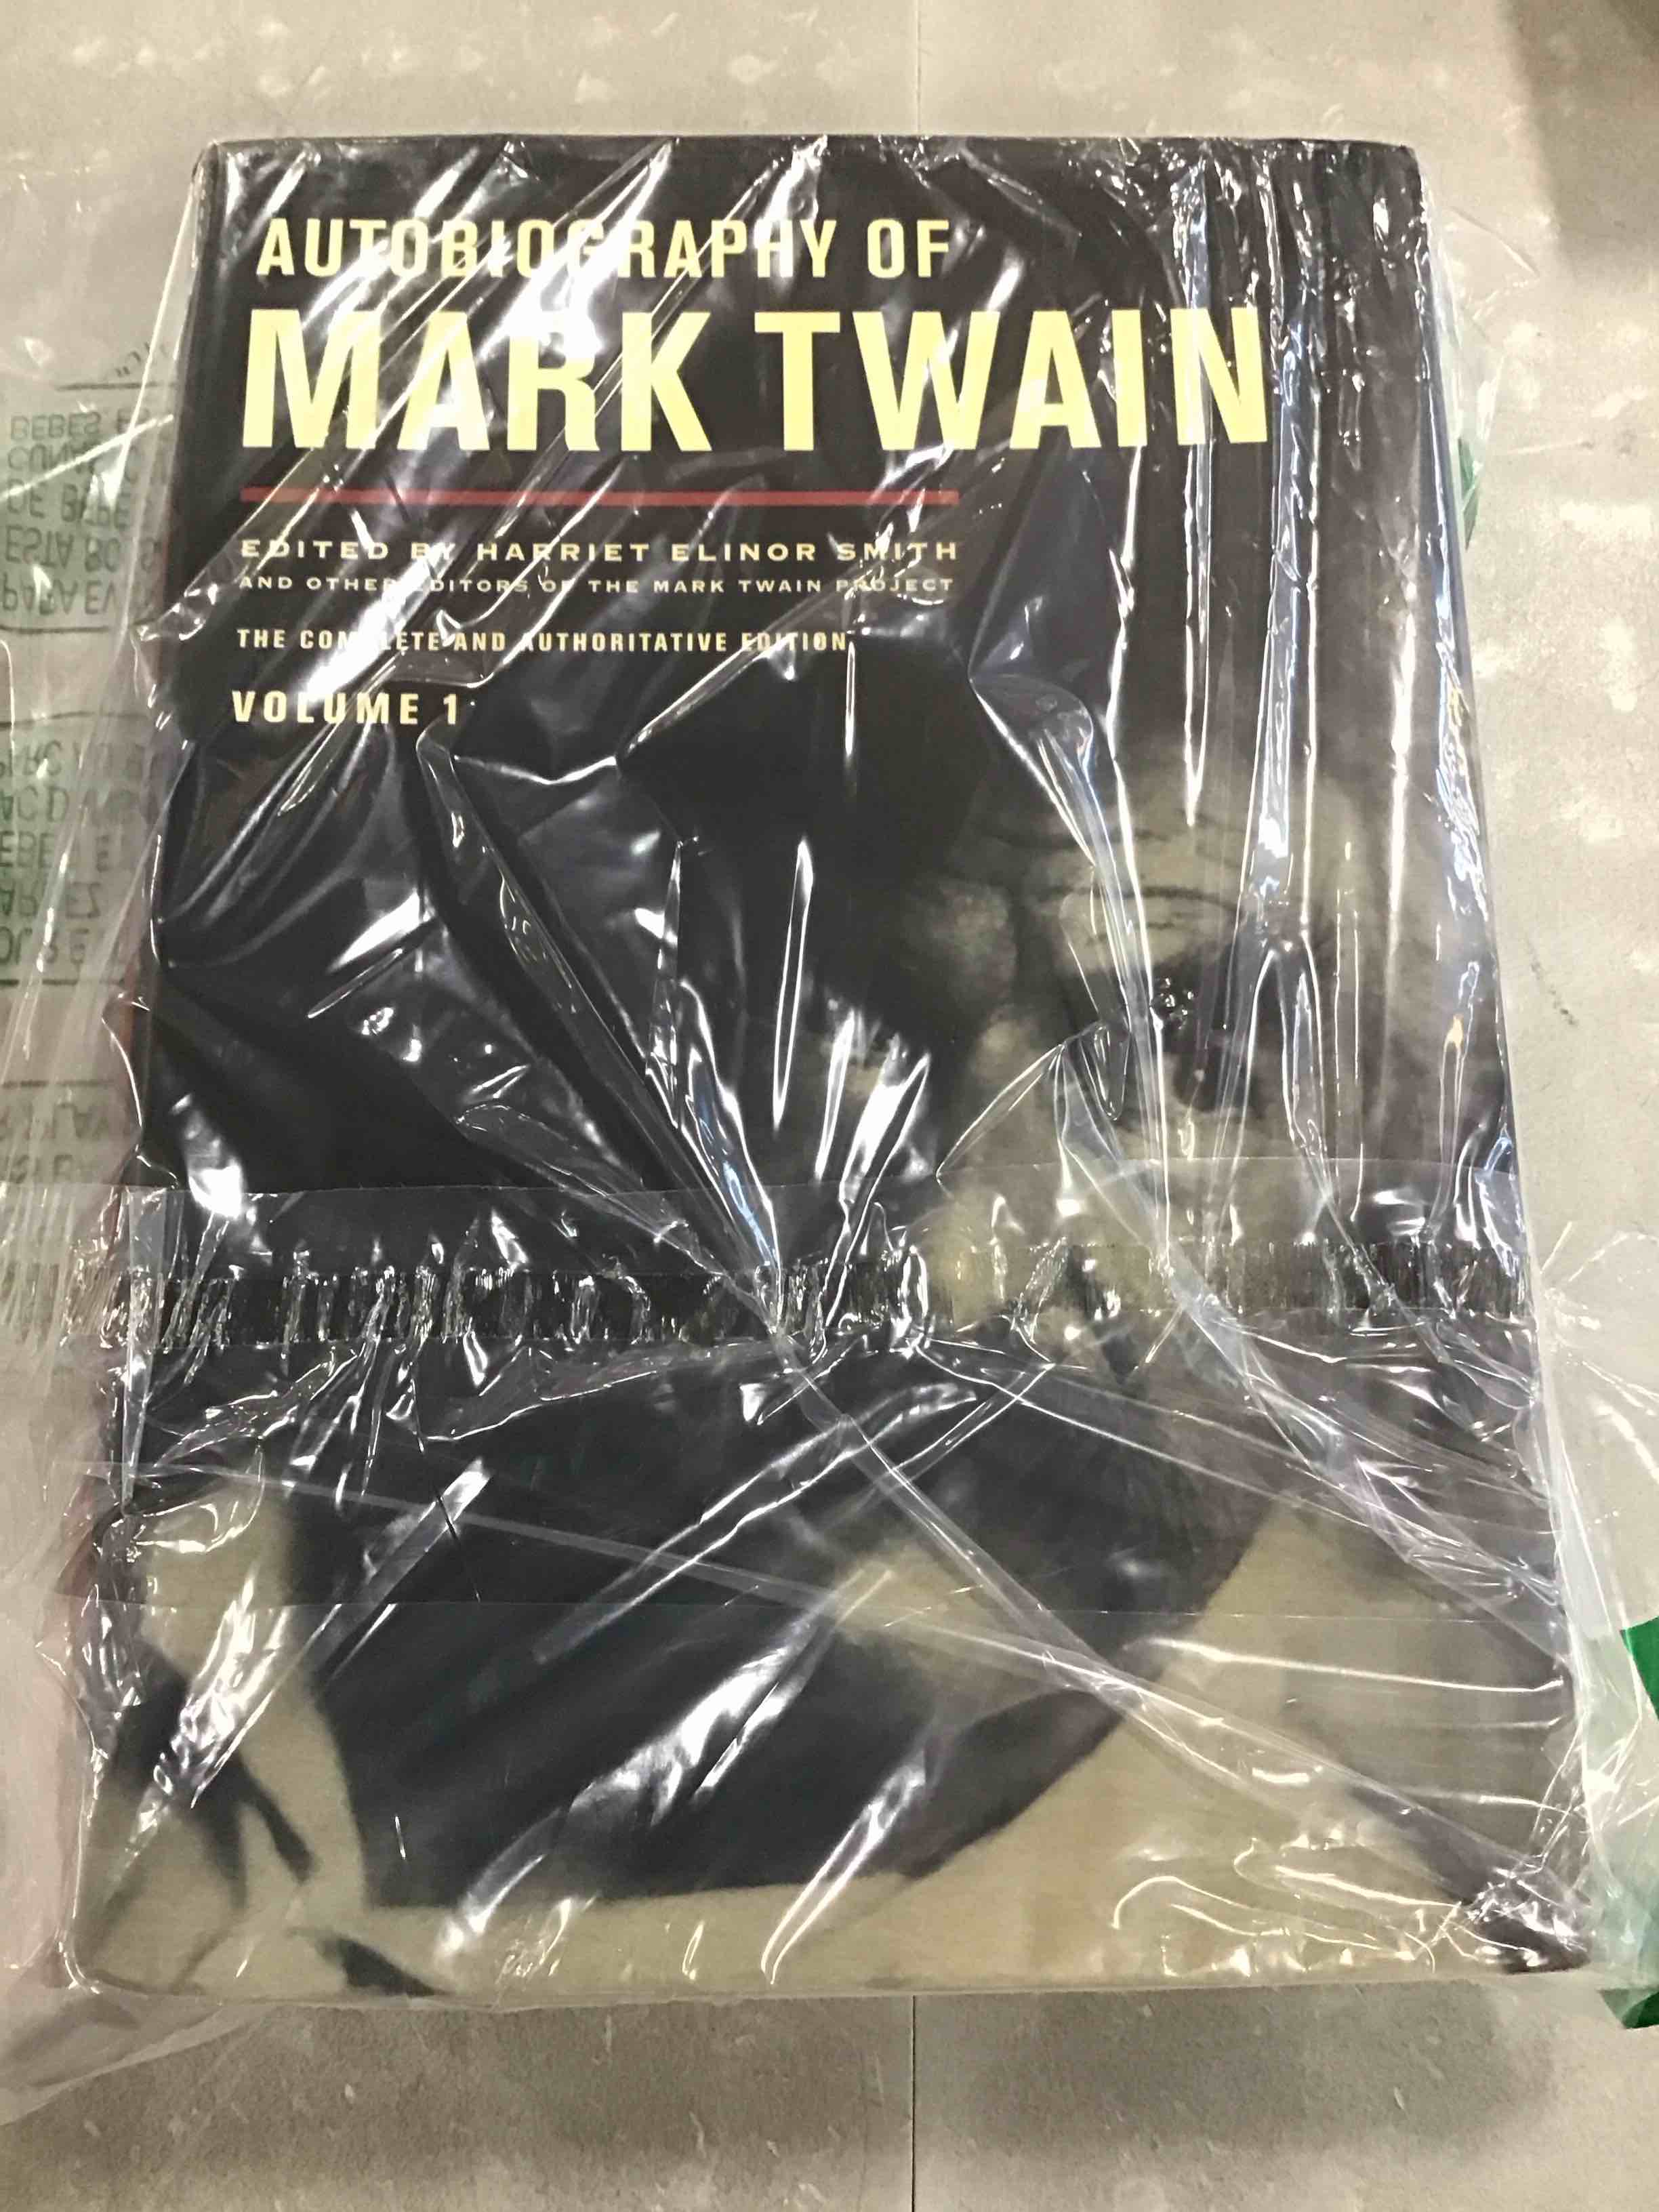 AUTOBIOGRAPHY OF
MARK TWAIN
EDITED BY HARRIET ELINOR SMITH
AND OTHER EDITORS OF THE MARK TWAIN PROJECT
THE COMPLETE AND AUTHORITATIVE EDITION
VOLUME 1